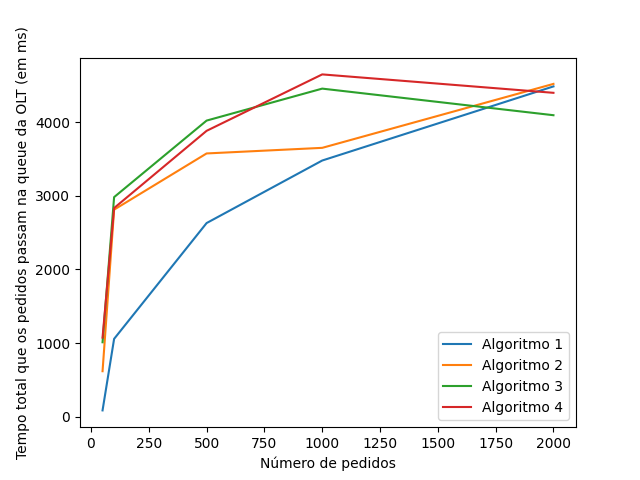 Tempo total que os pedidos passam na queue da OLT (em ms)
4000
3000
2000
1000
0
0 250 500 750 1000 1250 1500 1750 2000
Número de pedidos
Algoritmo 1
Algoritmo 2
Algoritmo 3
Algoritmo 4